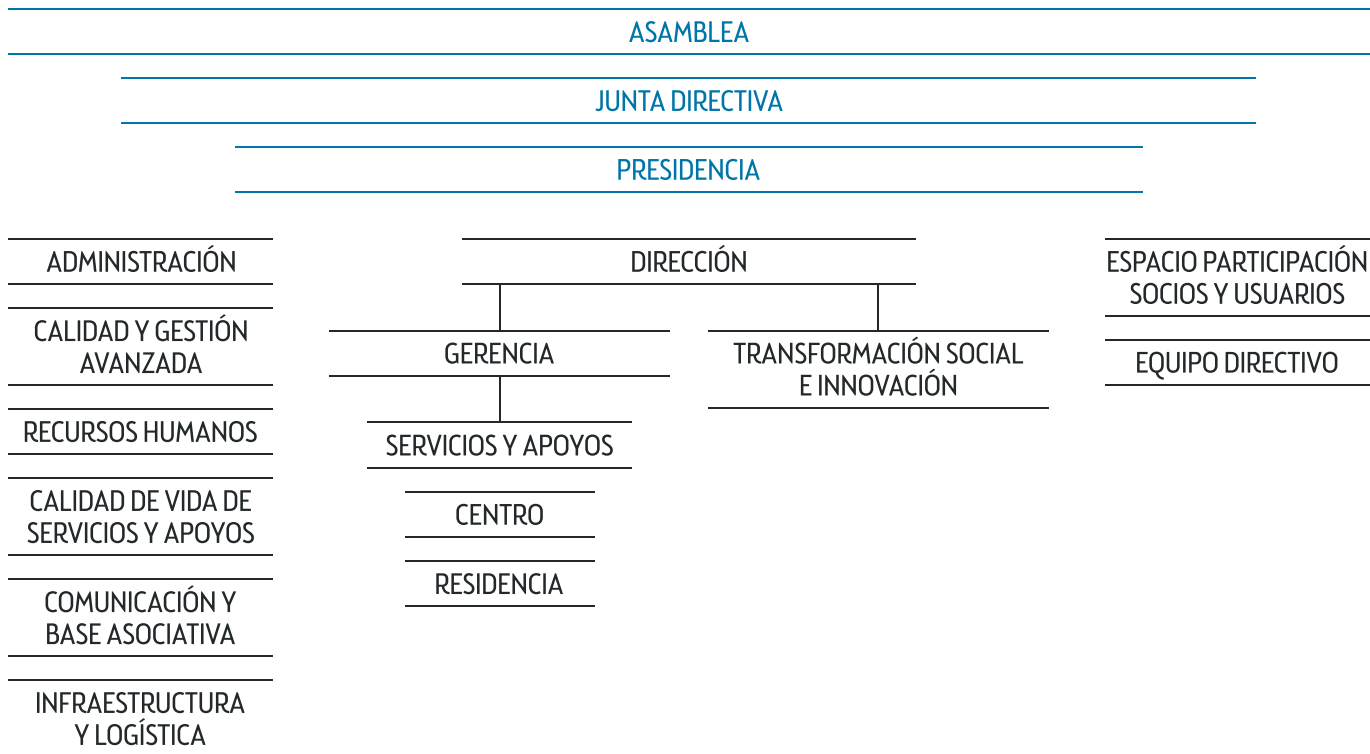 ASAMBLEA
JUNTA DIRECTIVA
PRESIDENCIA
ADMINISTRACIÓN
CALIDAD Y GESTIÓN
AVANZADA
RECURSOS HUMANOS
CALIDAD DE VIDA DE
SERVICIOS Y APOYOS
COMUNICACIÓN Y
BASE ASOCIATIVA
INFRAESTRUCTURA
Y LOGÍSTICA
DIRECCIÓN
GERENCIA
SERVICIOS Y APOYOS
CENTRO
RESIDENCIA
TRANSFORMACIÓN SOCIAL
E INNOVACIÓN
ESPACIO PARTICIPACIÓN
SOCIOS Y USUARIOS
EQUIPO DIRECTIVO